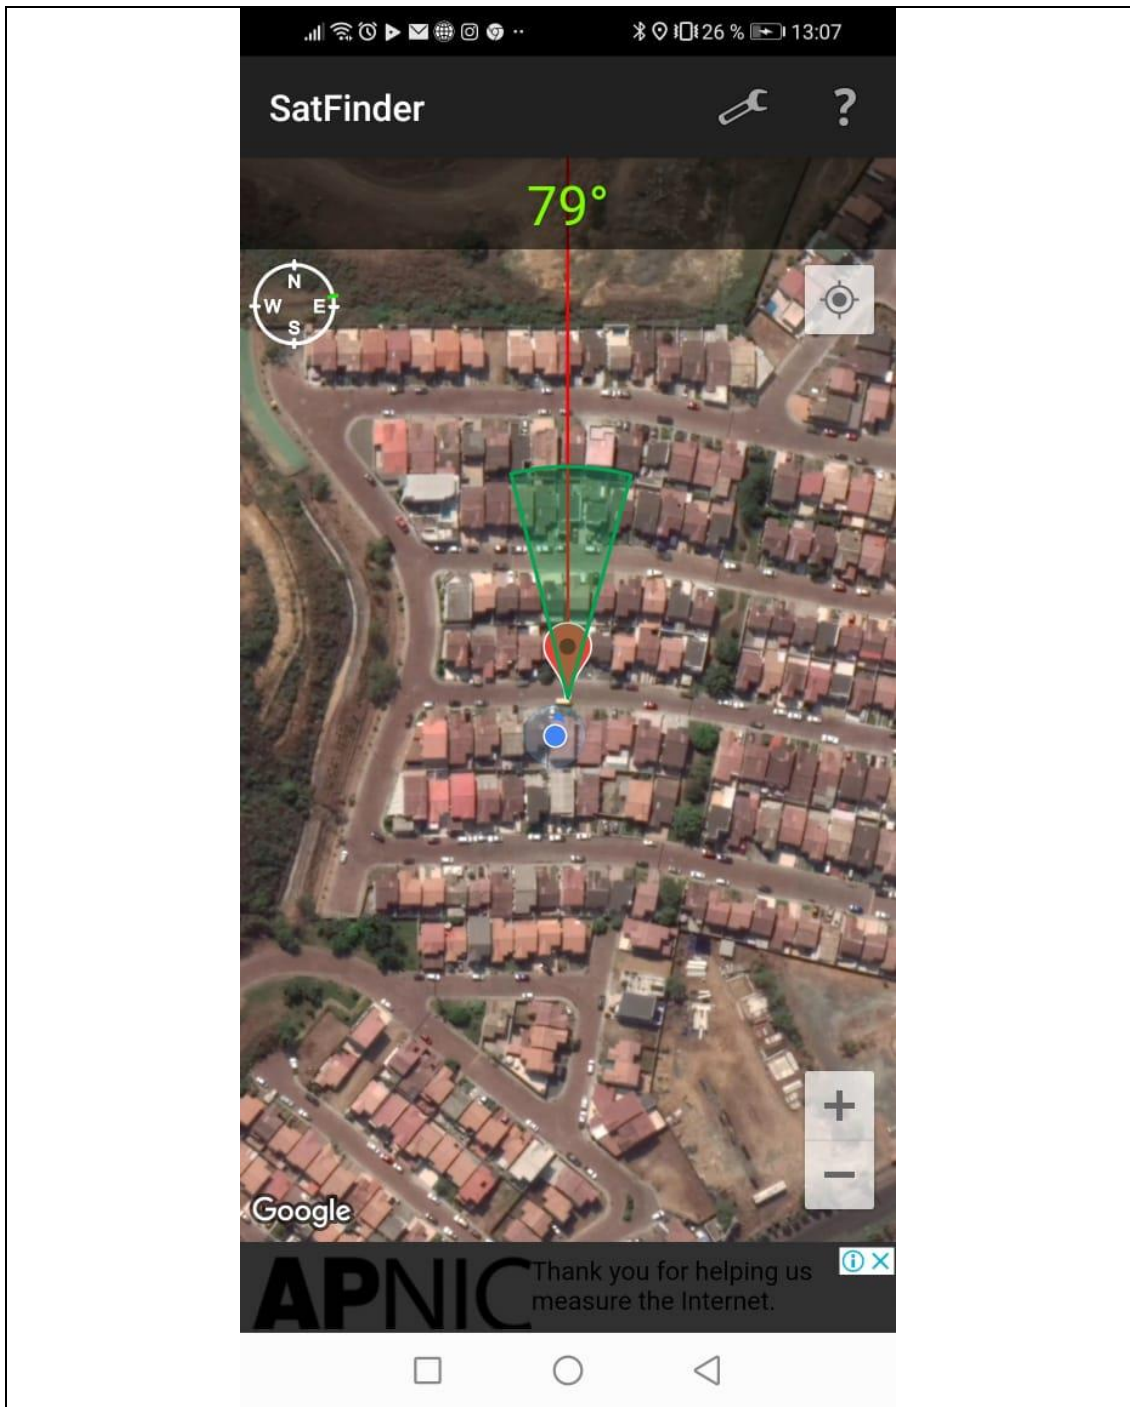 26 % 13:07
SatFinder
?
79°
N
W E
S
+
−
Google
APNIC
Thank you for helping us
measure the Internet.